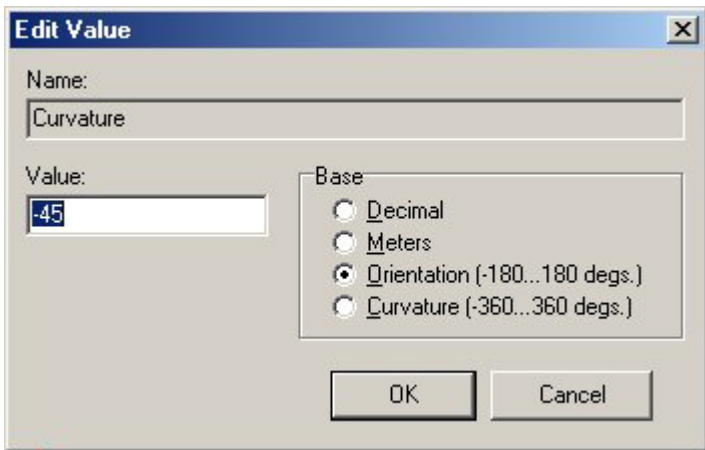 Edit Value
Name:
Curvature
Value:
-45
Base
Decimal
Meters
Orientation (-180...180 degs.)
Curvature (-360...360 degs.)
OK
Cancel